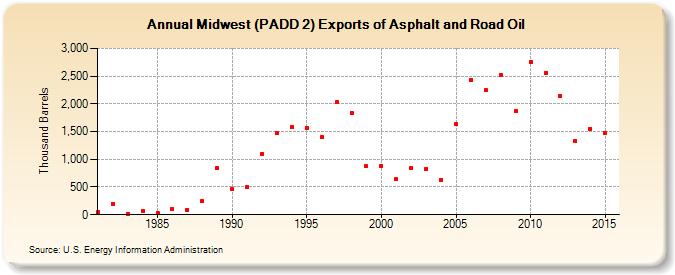 Annual Midwest (PADD 2) Exports of Asphalt and Road Oil
Thousand Barrels
3,000
2,500
2,000
1,500
1,000
500
0
1985 1990 1995 2000 2005 2010 2015
Source: U.S. Energy Information Administration